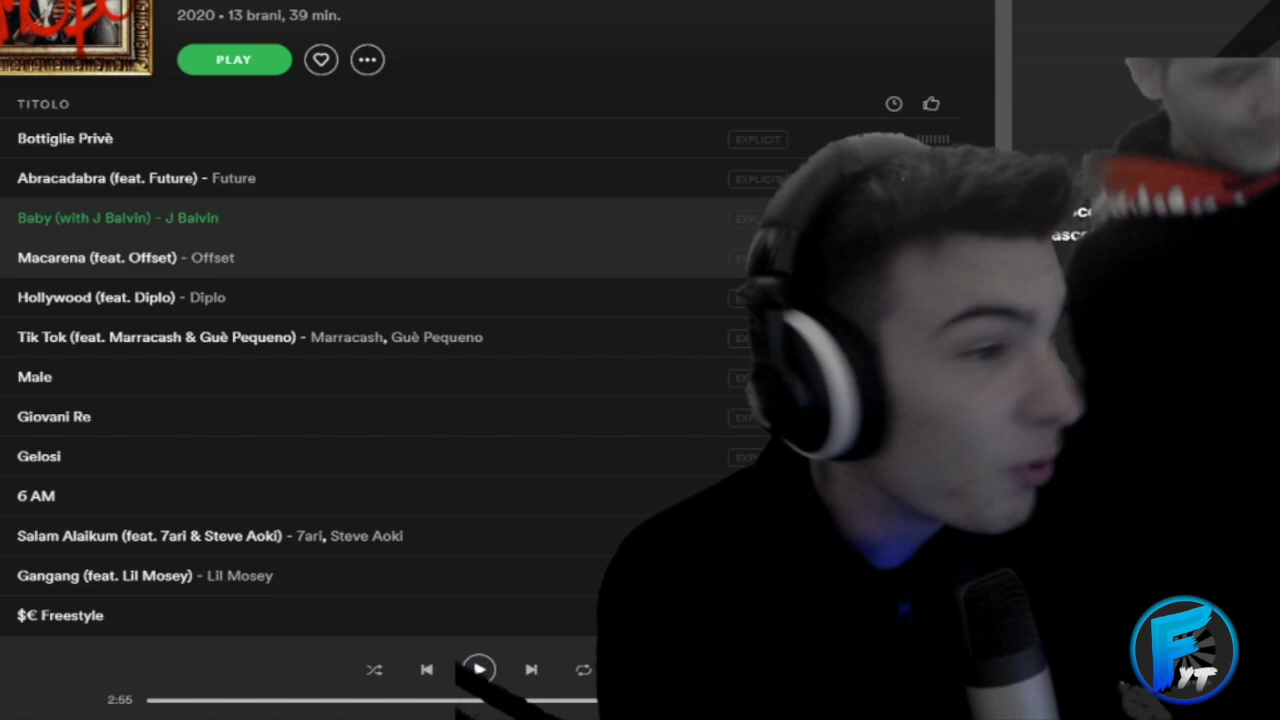 2020 • 13 brani, 39 min.
PLAY
TITOLO
Bottiglie Privè EXPLICIT
Abracadabra (feat. Future) - Future EXPLICIT
Baby (with J Balvin) - J Balvin
Macarena (feat. Offset) - Offset
Hollywood (feat. Diplo) - Diplo
Tik Tok (feat. Marracash & Guè Pequeno) - Marracash, Guè Pequeno
Male
Giovani Re
Gelosi
6 AM
Salam Alaikum (feat. 7ari & Steve Aoki) - 7ari, Steve Aoki
Gangang (feat. Lil Mosey) - Lil Mosey
$€ Freestyle
2:55
FYT